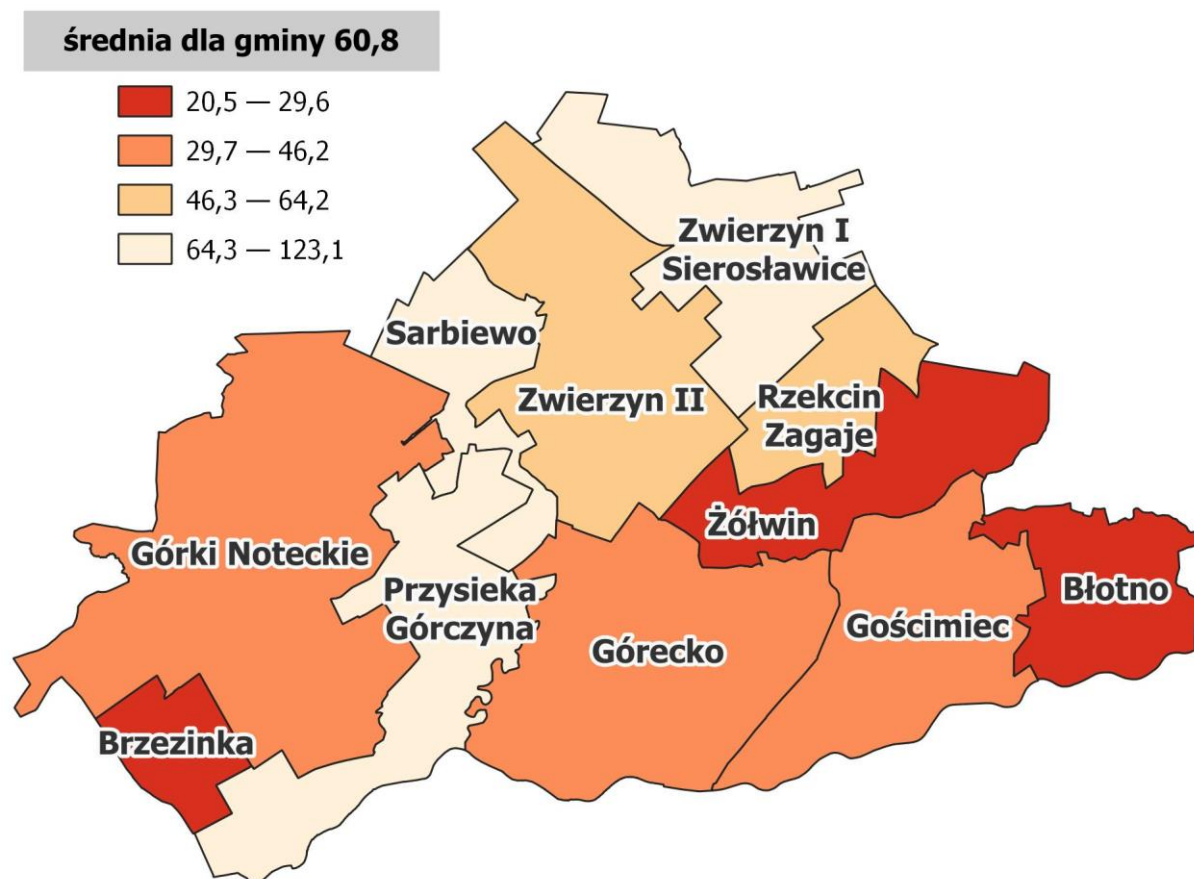 średnia dla gminy 60,8
20,5 — 29,6
29,7 — 46,2
46,3 — 64,2
64,3 — 123,1
Zwierzyn I
Sierosławice
Sarbiewo
Zwierzyn II
Rzekcin
Zagaje
Żółwin
Górki Noteckie
Przysieka
Górczyna
Górecko
Gościmiec
Błotno
Brzezinka